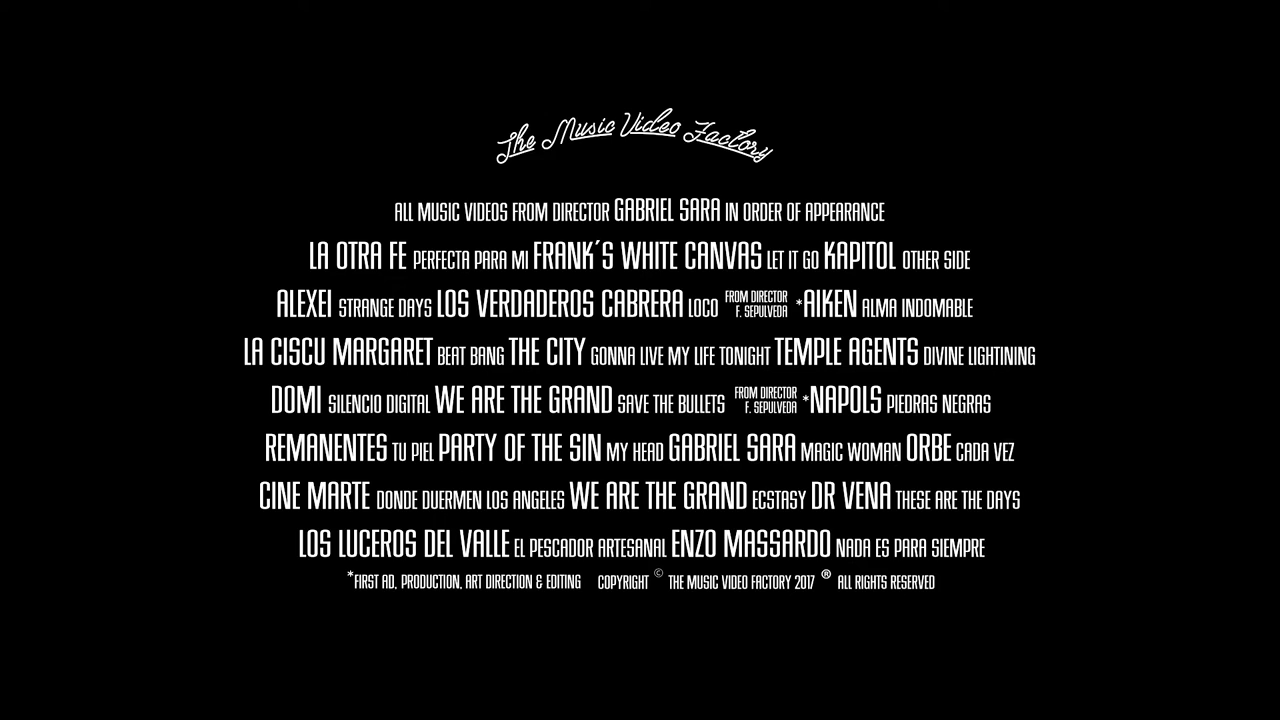 The Music Video Factory
ALL MUSIC VIDEOS FROM DIRECTOR GABRIEL SARA IN ORDER OF APPEARANCE
LA OTRA FE PERFECTA PARA MI FRANK´S WHITE CANVAS LET IT GO KAPITOL OTHER SIDE
ALEXEI STRANGE DAYS LOS VERDADEROS CABRERA LOCO FROM DIRECTOR F. SEPULVEDA *AIKEN ALMA INDOMABLE
LA CISCU MARGARET BEAT BANG THE CITY GONNA LIVE MY LIFE TONIGHT TEMPLE AGENTS DIVINE LIGHTINING
DOMI SILENCIO DIGITAL WE ARE THE GRAND SAVE THE BULLETS FROM DIRECTOR F. SEPULVEDA *NAPOLS PIEDRAS NEGRAS
REMANENTES TU PIEL PARTY OF THE SIN MY HEAD GABRIEL SARA MAGIC WOMAN ORBE CADA VEZ
CINE MARTE DONDE DUERMEN LOS ANGELES WE ARE THE GRAND ECSTASY DR VENA THESE ARE THE DAYS
LOS LUCEROS DEL VALLE EL PESCADOR ARTESANAL ENZO MASSARDO NADA ES PARA SIEMPRE
*FIRST AD, PRODUCTION, ART DIRECTION & EDITING COPYRIGHT © THE MUSIC VIDEO FACTORY 2017 ® ALL RIGHTS RESERVED